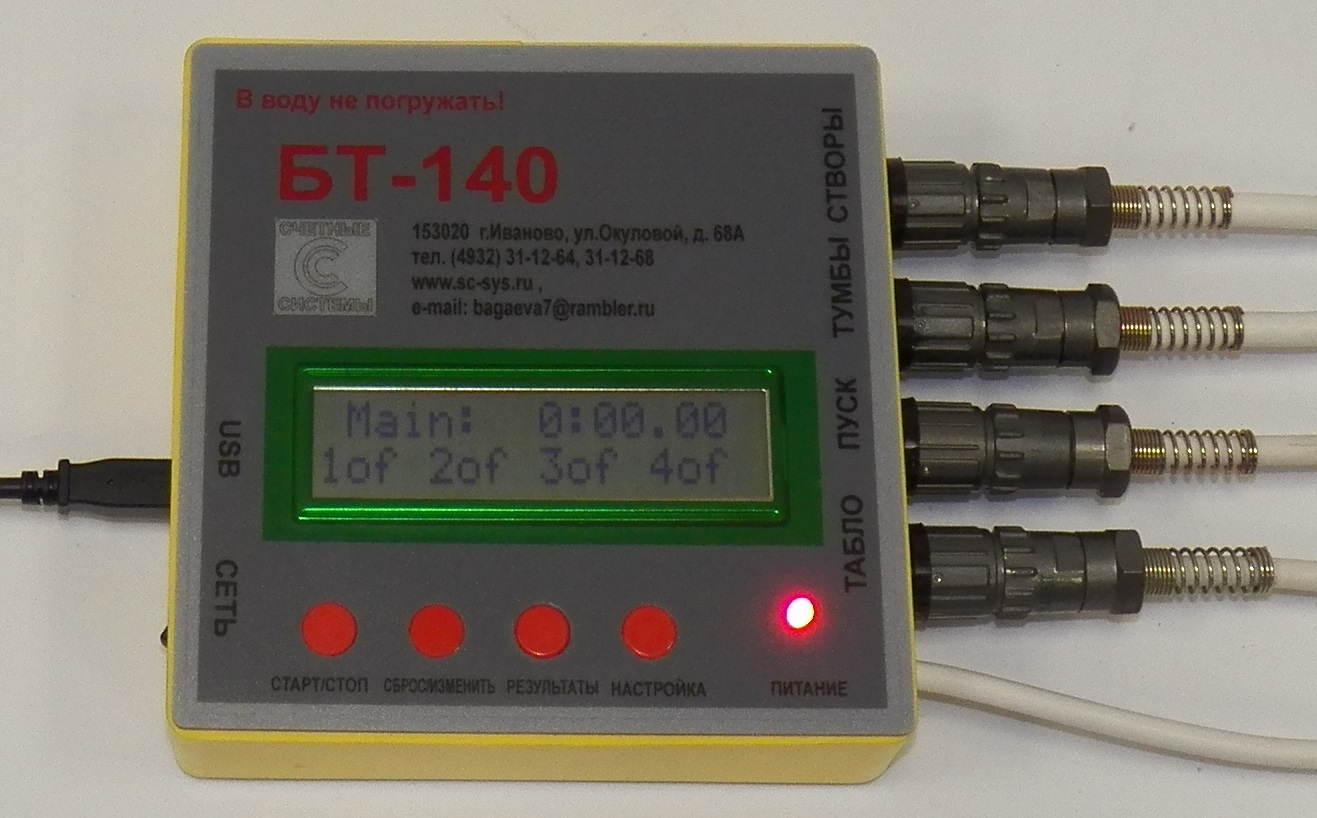 В воду не погружать!
БТ-140
СЧЕТНЫЕ
С
СИСТЕМЫ
153020 г.Иваново, ул.Окуловой, д. 68А
тел. (4932) 31-12-64, 31-12-68
www.sc-sys.ru ,
e-mail: bagaeva7@rambler.ru
СТВОРЫ
ТУМБЫ
ПУСК
ТАБЛО
USB
СЕТЬ
Main: 0:00.00
1of 2of 3of 4of
СТАРТ/СТОП СБРОС/ИЗМЕНИТЬ РЕЗУЛЬТАТЫ НАСТРОЙКА ПИТАНИЕ